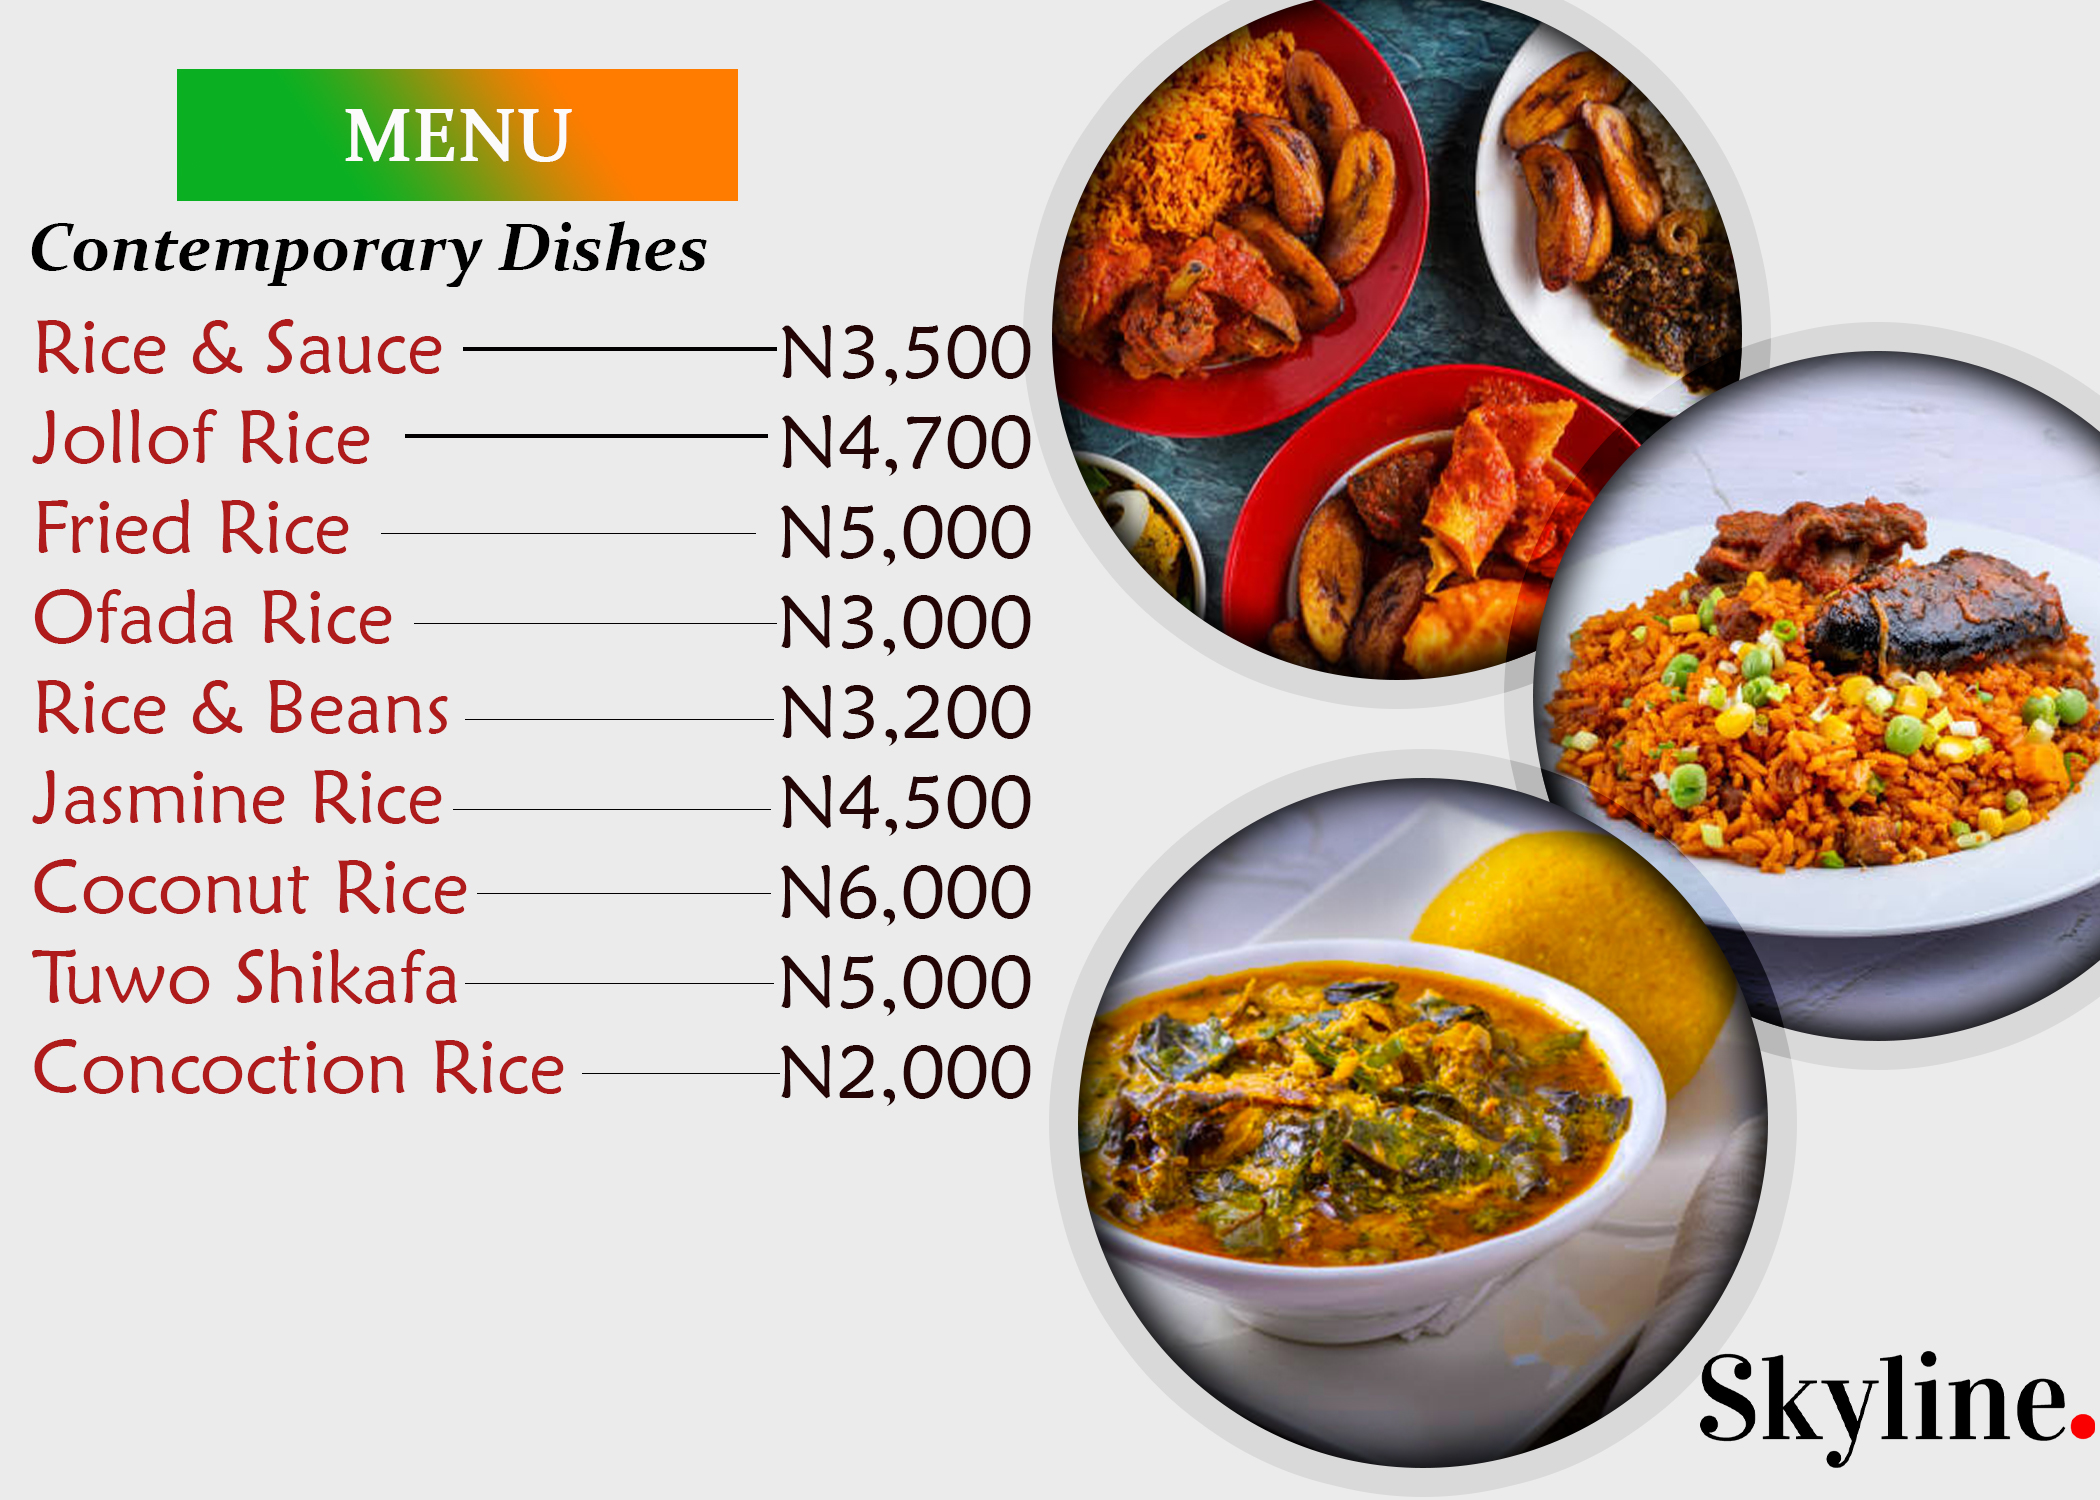 MENU
Contemporary Dishes
Rice & Sauce N3,500
Jollof Rice N4,700
Fried Rice N5,000
Ofada Rice N3,000
Rice & Beans N3,200
Jasmine Rice N4,500
Coconut Rice N6,000
Tuwo Shikafa N5,000
Concoction Rice N2,000
Skyline.